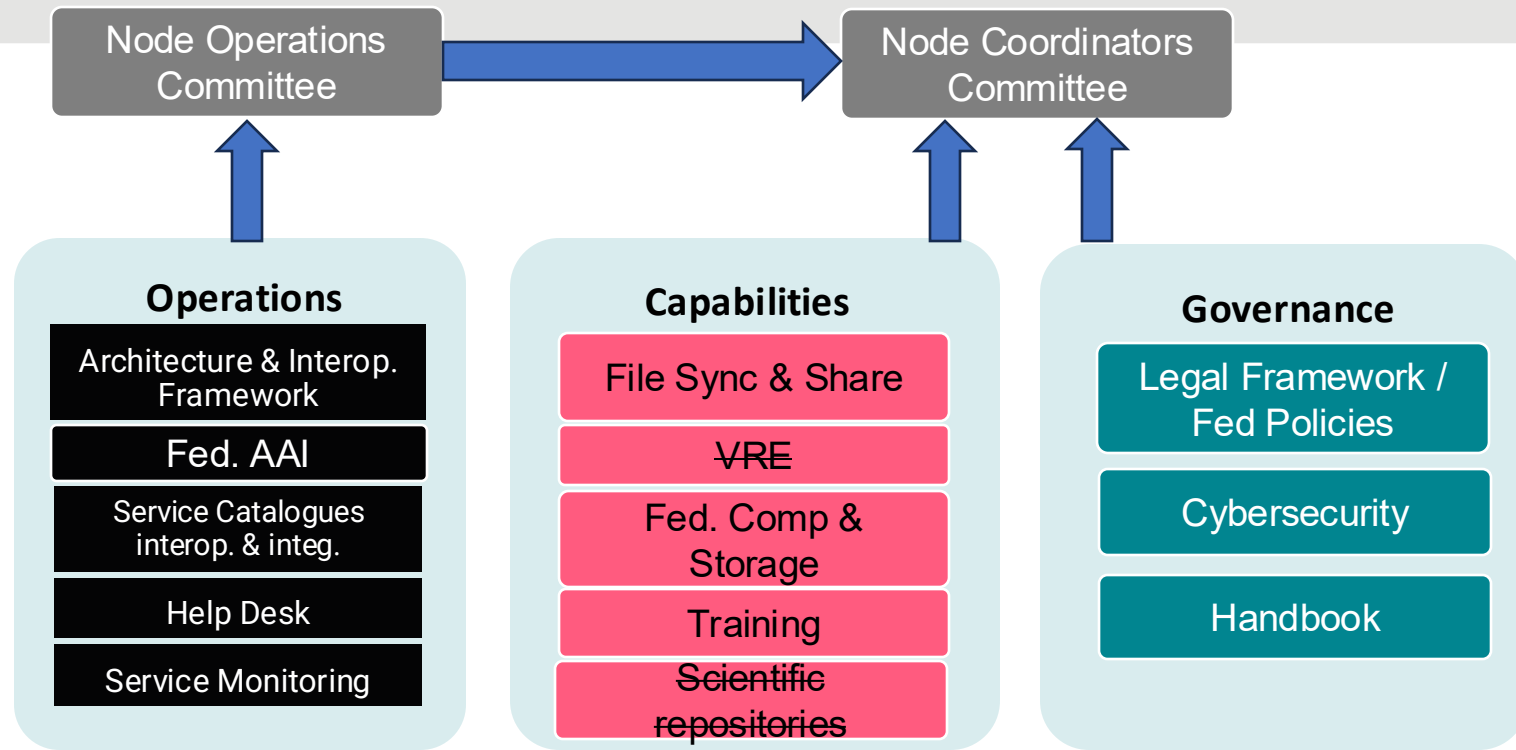 Node Operations
Committee
Node Coordinators
Committee
Operations
Architecture & Interop.
Framework
Fed. AAI
Service Catalogues
interop. & integ.
Help Desk
Service Monitoring
Capabilities
File Sync & Share
VRE
Fed. Comp &
Storage
Training
Scientific
repositories
Governance
Legal Framework /
Fed Policies
Cybersecurity
Handbook